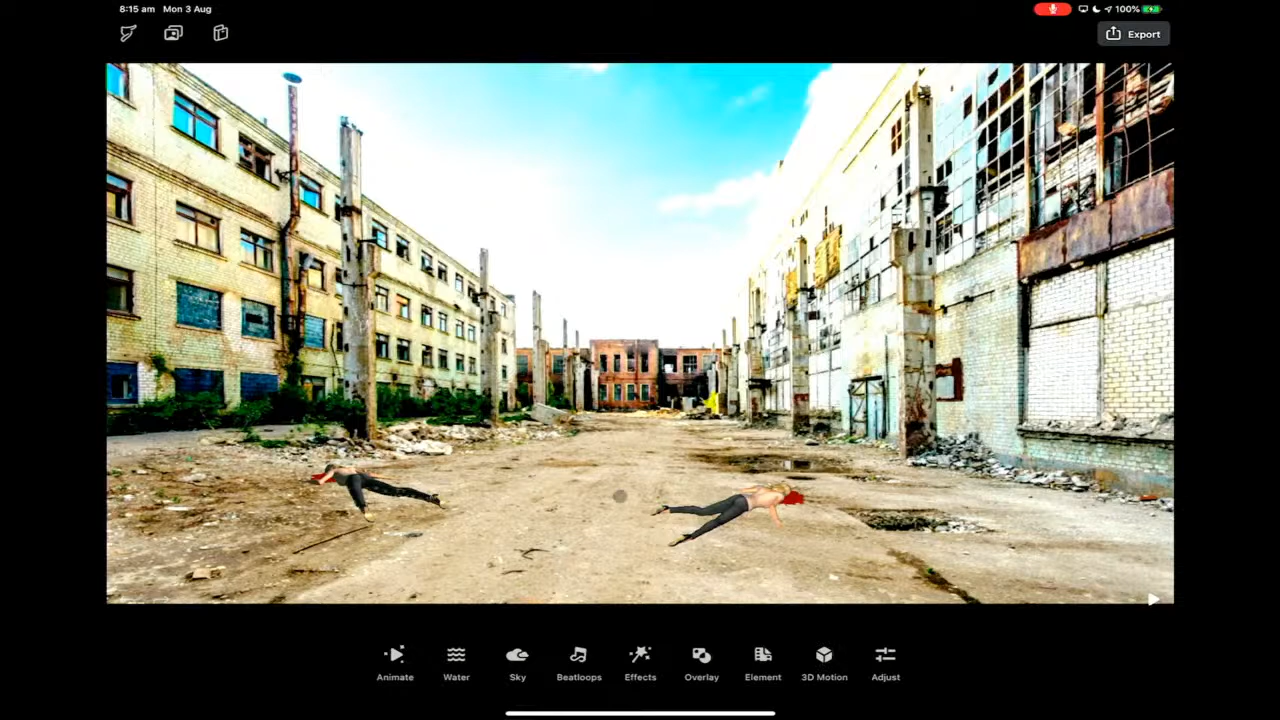 8:15 am Mon 3 Aug
100%
Export
Animate
Water
Sky
Beatloops
Effects
Overlay
Element
3D Motion
Adjust